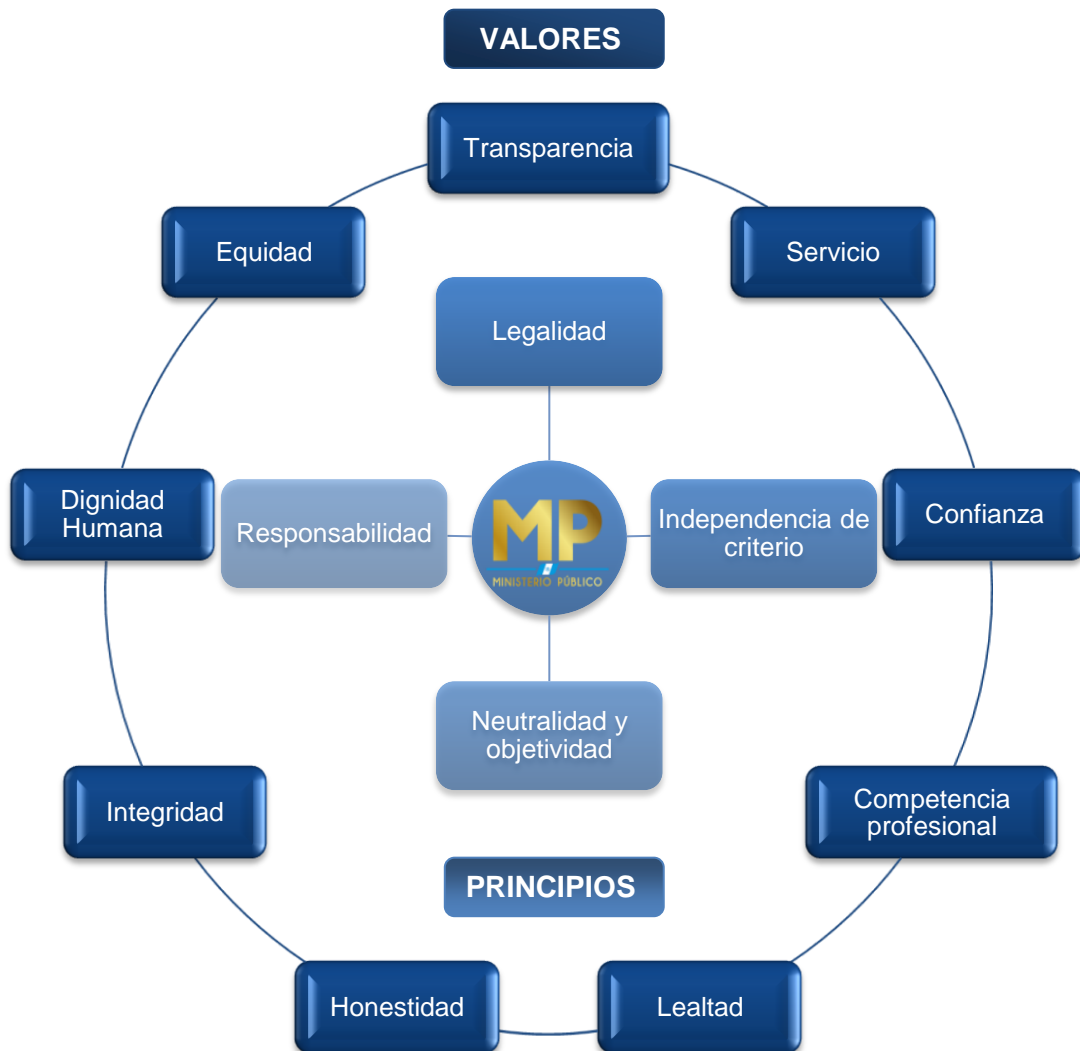 VALORES
Transparencia
Equidad
Servicio
Legalidad
Dignidad
Humana
Responsabilidad
MP
MINISTERIO PÚBLICO
Independencia de
criterio
Confianza
Neutralidad y
objetividad
Integridad
Competencia
profesional
PRINCIPIOS
Honestidad
Lealtad